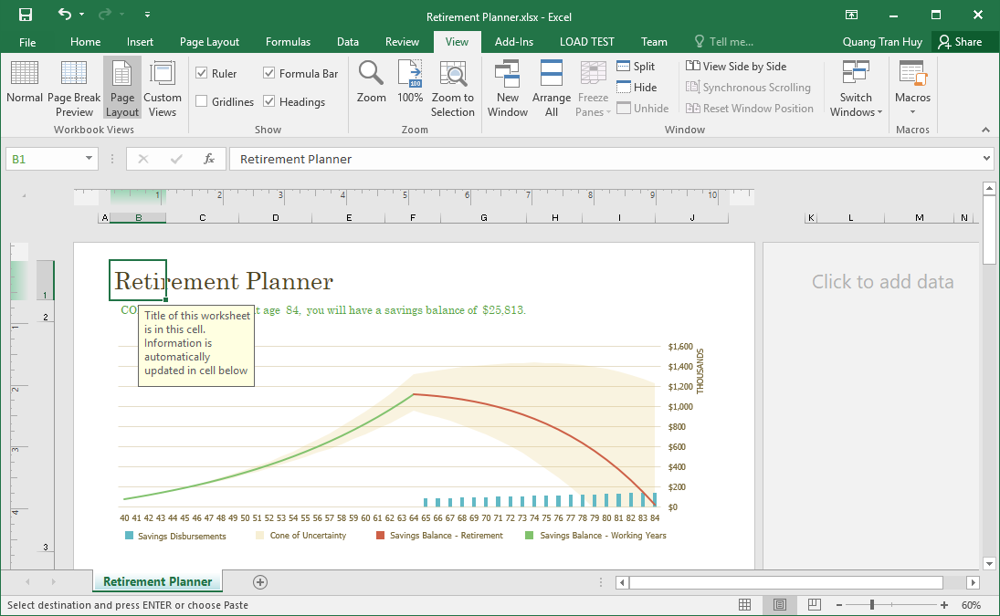 Retirement Planner.xlsx - Excel
File Home Insert Page Layout Formulas Data Review View Add-Ins LOAD TEST Team Tell me... Quang Tran Huy Share
Normal
Page Break Preview
Page Layout
Custom Views
Workbook Views
Ruler
Formula Bar
Gridlines
Headings
Show
Zoom
100
100%
Zoom to Selection
Zoom
New Window
Arrange All
Freeze Panes
Split
Hide
Unhide
View Side by Side
Synchronous Scrolling
Reset Window Position
Switch Windows
Window
Macros
Macros
B1
fx
Retirement Planner
1 2 3 4 5 6 7 8 9 10
A B C D E F G H I J K L M N
1
2
3
1
2
3
4
Retirement Planner
CO
t age 84, you will have a savings balance of $25,813.
Title of this worksheet
is in this cell.
Information is
automatically
updated in cell below
Click to add data
$1,600
$1,400
$1,200
$1,000
$800
$600
$400
$200
$0
THOUSANDS
40 41 42 43 44 45 46 47 48 49 50 51 52 53 54 55 56 57 58 59 60 61 62 63 64 65 66 67 68 69 70 71 72 73 74 75 76 77 78 79 80 81 82 83 84
Savings Disbursements Cone of Uncertainty Savings Balance - Retirement Savings Balance - Working Years
Retirement Planner
Select destination and press ENTER or choose Paste
60%